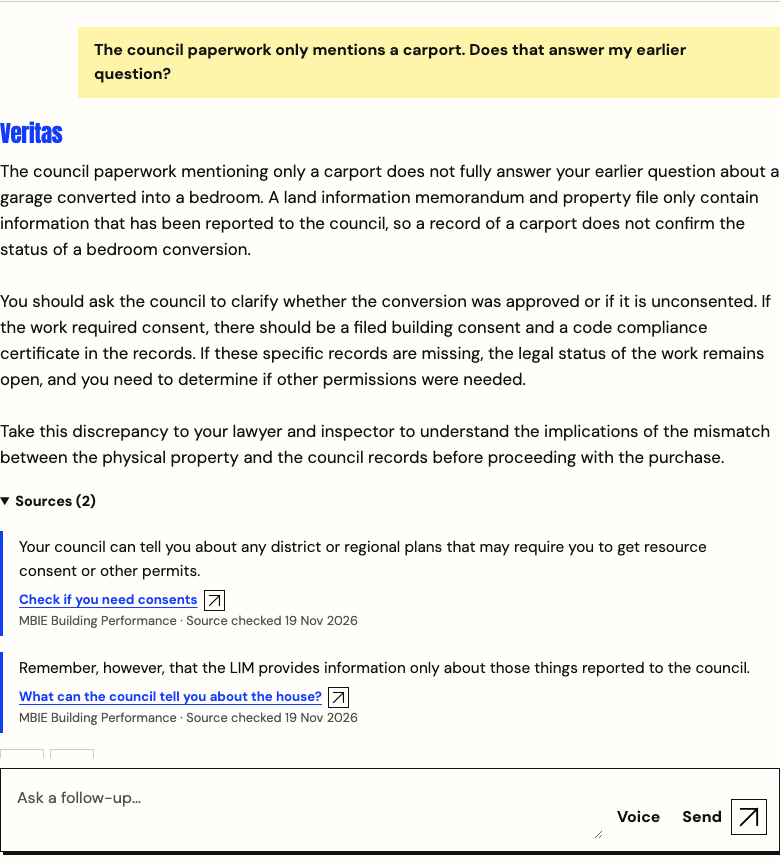 The council paperwork only mentions a carport. Does that answer my earlier
question?
Veritas
The council paperwork mentioning only a carport does not fully answer your earlier question about a
garage converted into a bedroom. A land information memorandum and property file only contain
information that has been reported to the council, so a record of a carport does not confirm the
status of a bedroom conversion.
You should ask the council to clarify whether the conversion was approved or if it is unconsented. If
the work required consent, there should be a filed building consent and a code compliance
certificate in the records. If these specific records are missing, the legal status of the work remains
open, and you need to determine if other permissions were needed.
Take this discrepancy to your lawyer and inspector to understand the implications of the mismatch
between the physical property and the council records before proceeding with the purchase.
▼ Sources (2)
Your council can tell you about any district or regional plans that may require you to get resource
consent or other permits.
Check if you need consents
MBIE Building Performance · Source checked 19 Nov 2026
Remember, however, that the LIM provides information only about those things reported to the council.
What can the council tell you about the house?
MBIE Building Performance · Source checked 19 Nov 2026
Ask a follow-up...
Voice Send